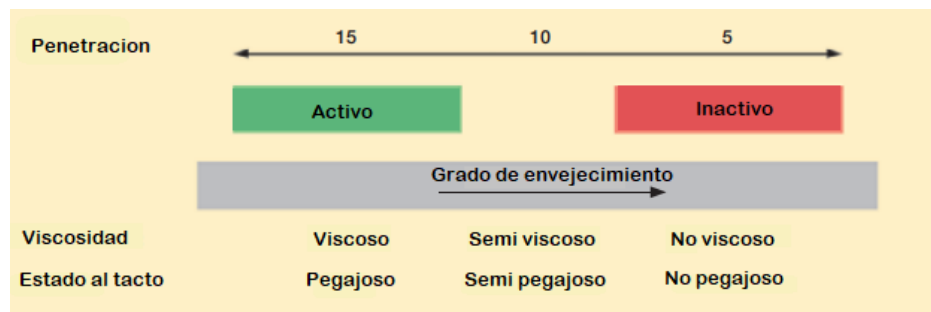 Penetracion 15 10 5
Activo Inactivo
Grado de envejecimiento
Viscosidad Viscoso Semi viscoso No viscoso
Estado al tacto Pegajoso Semi pegajoso No pegajoso